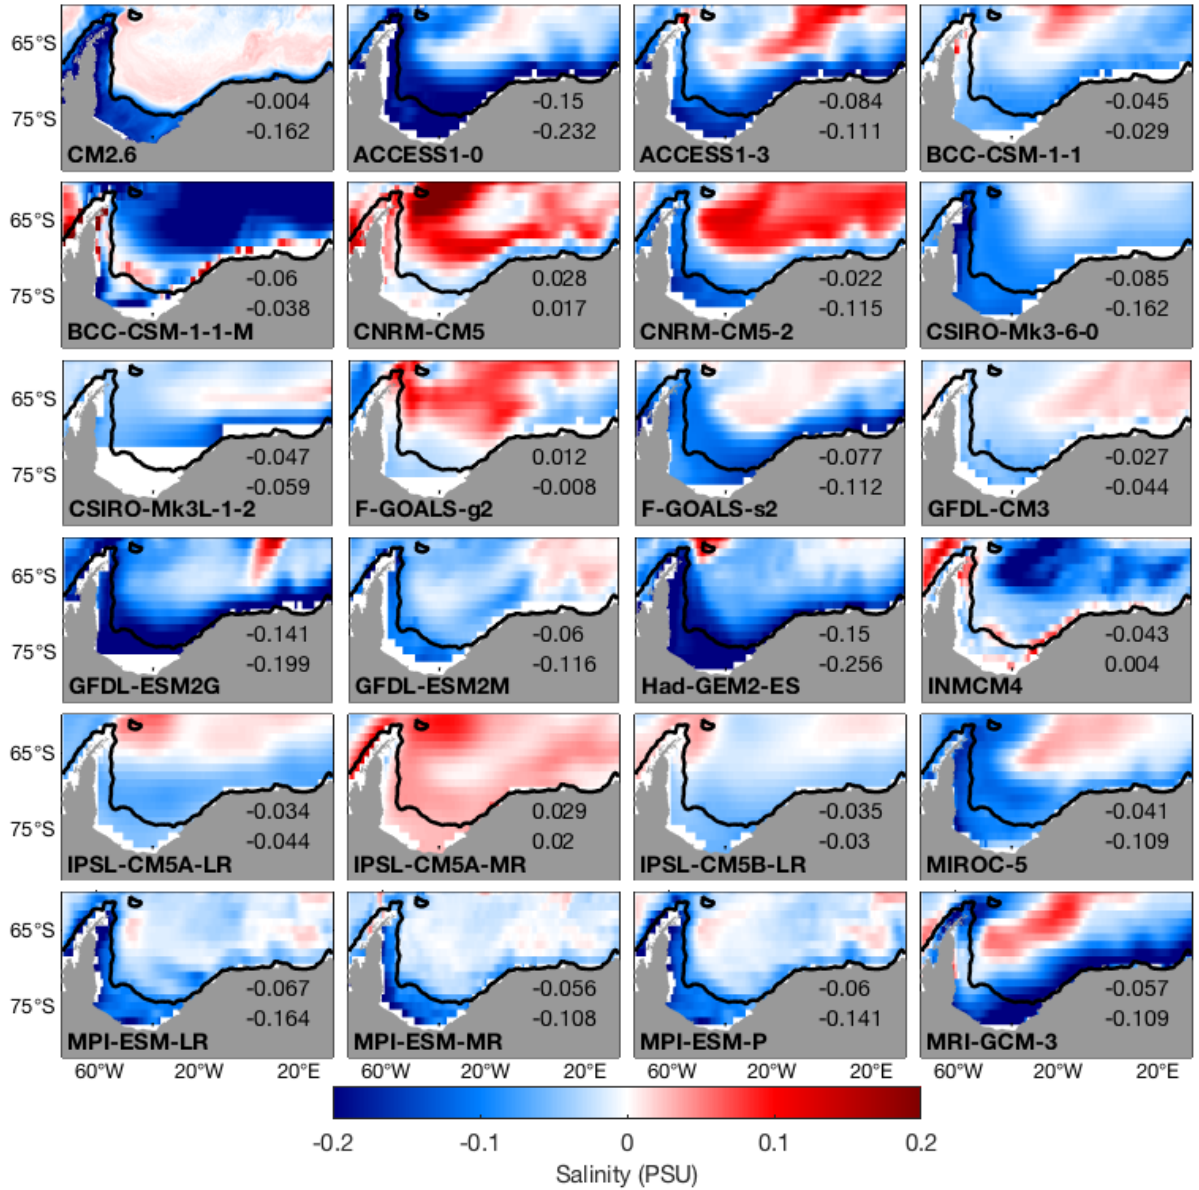 65°S
75°S
-0.004
-0.162
CM2.6
-0.15
-0.232
ACCESS1-0
-0.084
-0.111
ACCESS1-3
-0.045
-0.029
BCC-CSM-1-1
65°S
75°S
-0.06
-0.038
BCC-CSM-1-1-M
0.028
0.017
CNRM-CM5
-0.022
-0.115
CNRM-CM5-2
-0.085
-0.162
CSIRO-Mk3-6-0
65°S
75°S
-0.047
-0.059
CSIRO-Mk3L-1-2
0.012
-0.008
F-GOALS-g2
-0.077
-0.112
F-GOALS-s2
-0.027
-0.044
GFDL-CM3
65°S
75°S
-0.141
-0.199
GFDL-ESM2G
-0.06
-0.116
GFDL-ESM2M
-0.15
-0.256
Had-GEM2-ES
-0.043
0.004
INMCM4
65°S
75°S
-0.034
-0.044
IPSL-CM5A-LR
0.029
0.02
IPSL-CM5A-MR
-0.035
-0.03
IPSL-CM5B-LR
-0.041
-0.109
MIROC-5
65°S
75°S
-0.067
-0.164
MPI-ESM-LR
-0.056
-0.108
MPI-ESM-MR
-0.06
-0.141
MPI-ESM-P
-0.057
-0.109
MRI-GCM-3
60°W 20°W 20°E
60°W 20°W 20°E
60°W 20°W 20°E
60°W 20°W 20°E
-0.2 -0.1 0 0.1 0.2
Salinity (PSU)